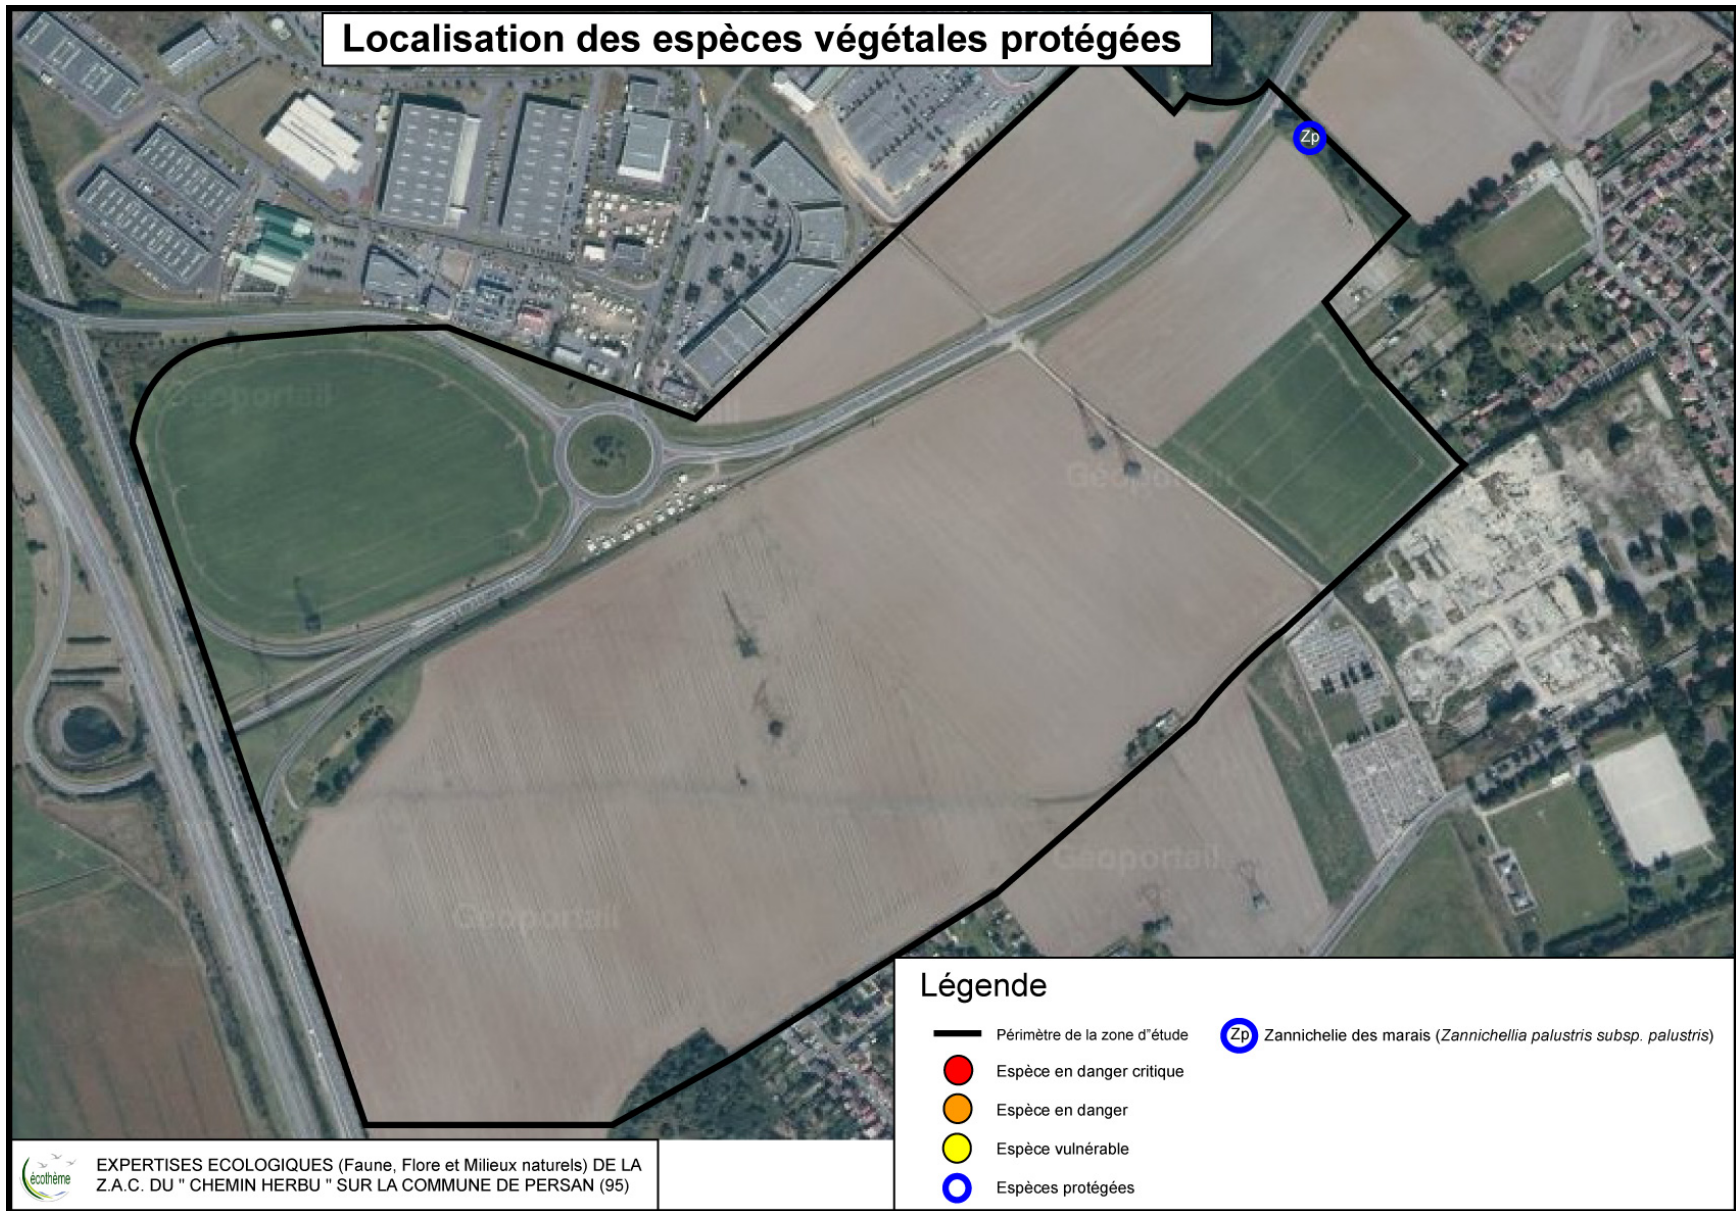 Localisation des espèces végétales protégées
Zp
Géoportail
Géoportail
Géoportail
Géoportail
Légende
Périmètre de la zone d"étude
Zp Zannichelie des marais (Zannichellia palustris subsp. palustris)
Espèce en danger critique
Espèce en danger
Espèce vulnérable
Espèces protégées
écothème
EXPERTISES ECOLOGIQUES (Faune, Flore et Milieux naturels) DE LA
Z.A.C. DU " CHEMIN HERBU " SUR LA COMMUNE DE PERSAN (95)